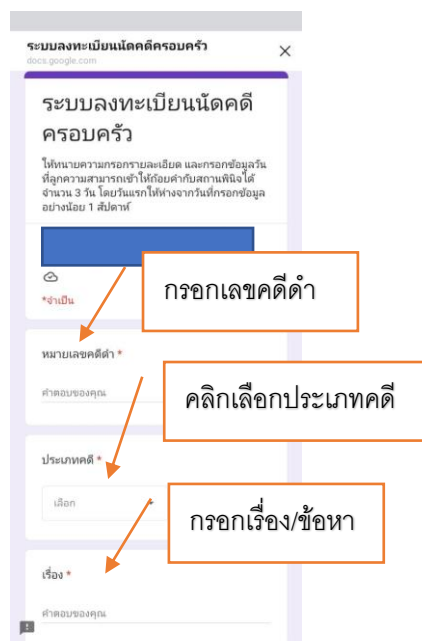 ระบบลงทะเบียนนัดคดีครอบครัว
docs.google.com
ระบบลงทะเบียนนัดคดี
ครอบครัว
ให้ทนายความกรอกรายละเอียด และกรอกข้อมูลวัน
ที่ลูกความสามารถเข้าให้ถ้อยคำกับสถานพินิจได้
จำนวน 3 วัน โดยวันแรกให้ห่างจากวันที่กรอกข้อมูล
อย่างน้อย 1 สัปดาห์
*จำเป็น
กรอกเลขคดีดำ
หมายเลขคดีดำ *
คำตอบของคุณ
คลิกเลือกประเภทคดี
ประเภทคดี *
เลือก
กรอกเรื่อง/ข้อหา
เรื่อง *
คำตอบของคุณ